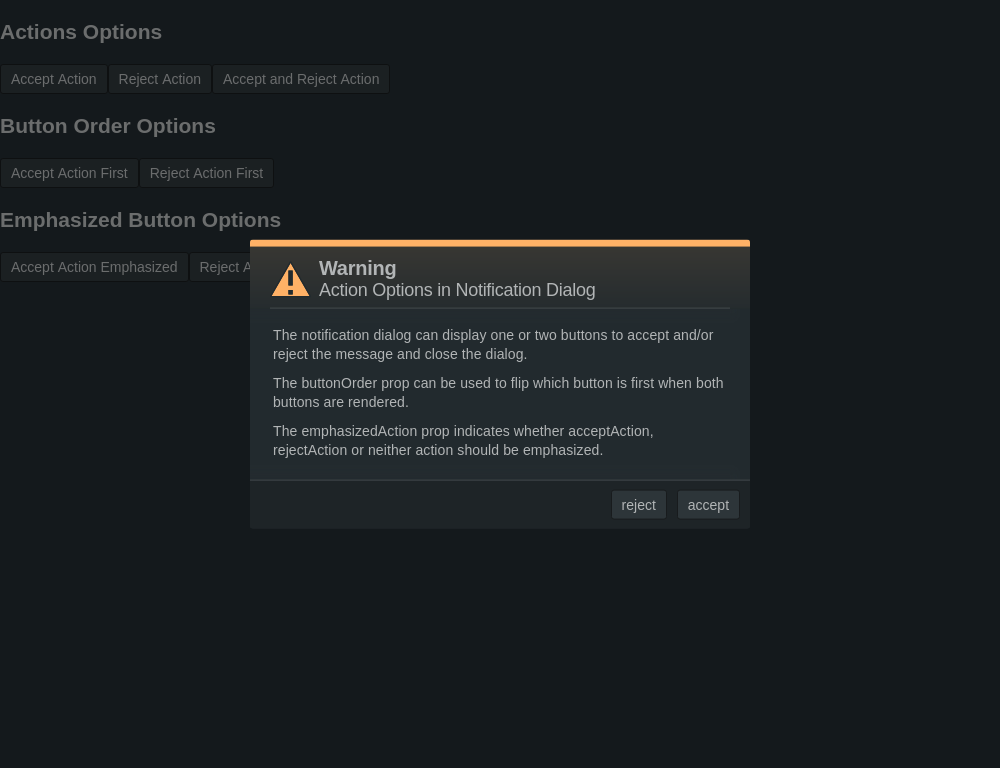 Actions Options
Accept Action Reject Action Accept and Reject Action
Button Order Options
Accept Action First Reject Action First
Emphasized Button Options
Accept Action Emphasized Reject A
Warning
Action Options in Notification Dialog
The notification dialog can display one or two buttons to accept and/or
reject the message and close the dialog.
The buttonOrder prop can be used to flip which button is first when both
buttons are rendered.
The emphasizedAction prop indicates whether acceptAction,
rejectAction or neither action should be emphasized.
reject accept